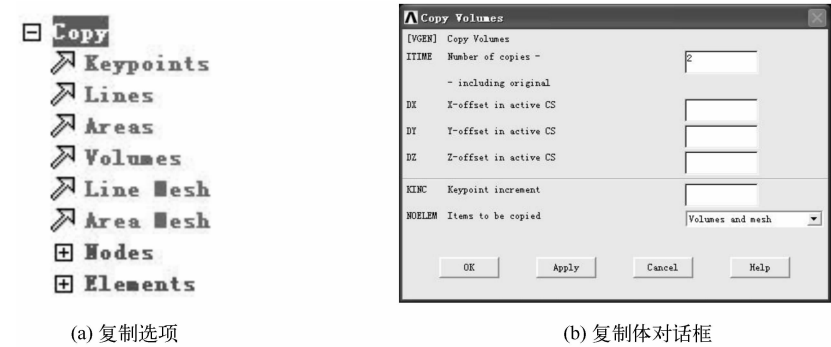 Copy
Keypoints
Lines
Areas
Volumes
Line Mesh
Area Mesh
Nodes
Elements
(a) 复制选项
Copy Volumes
[VGEN] Copy Volumes
ITIME Number of copies - 2
- including original
DX X-offset in active CS
DY Y-offset in active CS
DZ Z-offset in active CS
KINC Keypoint increment
NOELEM Items to be copied Volumes and mesh
OK Apply Cancel Help
(b) 复制体对话框